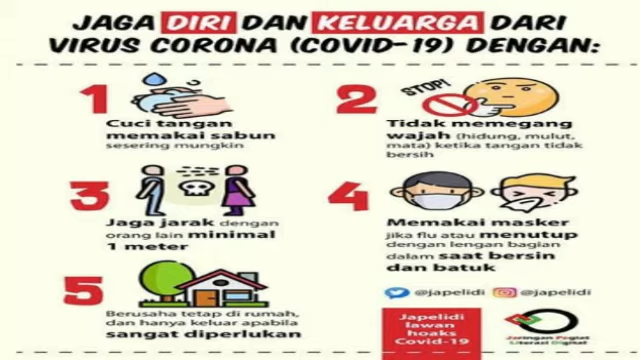 JAGA DIRI DAN KELUARGA DARI
VIRUS CORONA (COVID-19) DENGAN:
1
Cuci tangan
memakai sabun
sesering mungkin
2
STOP!
Tidak memegang
wajah (hidung, mulut,
mata) ketika tangan tidak
bersih
3
Jaga jarak dengan
orang lain minimal
1 meter
4
Memakai masker
jika flu atau menutup
dengan lengan bagian
dalam saat bersin
dan batuk
5
Berusaha tetap di rumah,
dan hanya keluar apabila
sangat diperlukan
@japelidi @japelidi
Japelidi
lawan
hoaks
Covid-19
Jaringan Pegiat
Literasi Digital